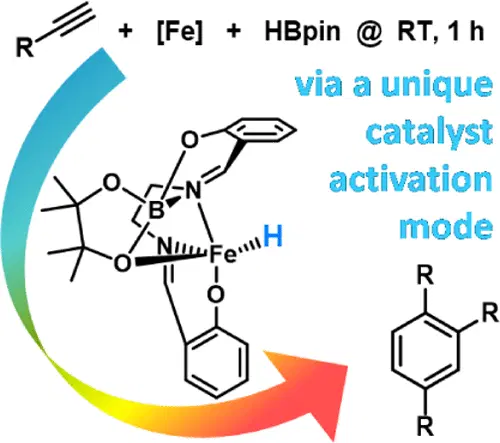 R + [Fe] + HBpin @ RT, 1 h
via a unique
catalyst
activation
mode
O
O B N
N Fe H
O
O
R
R
R